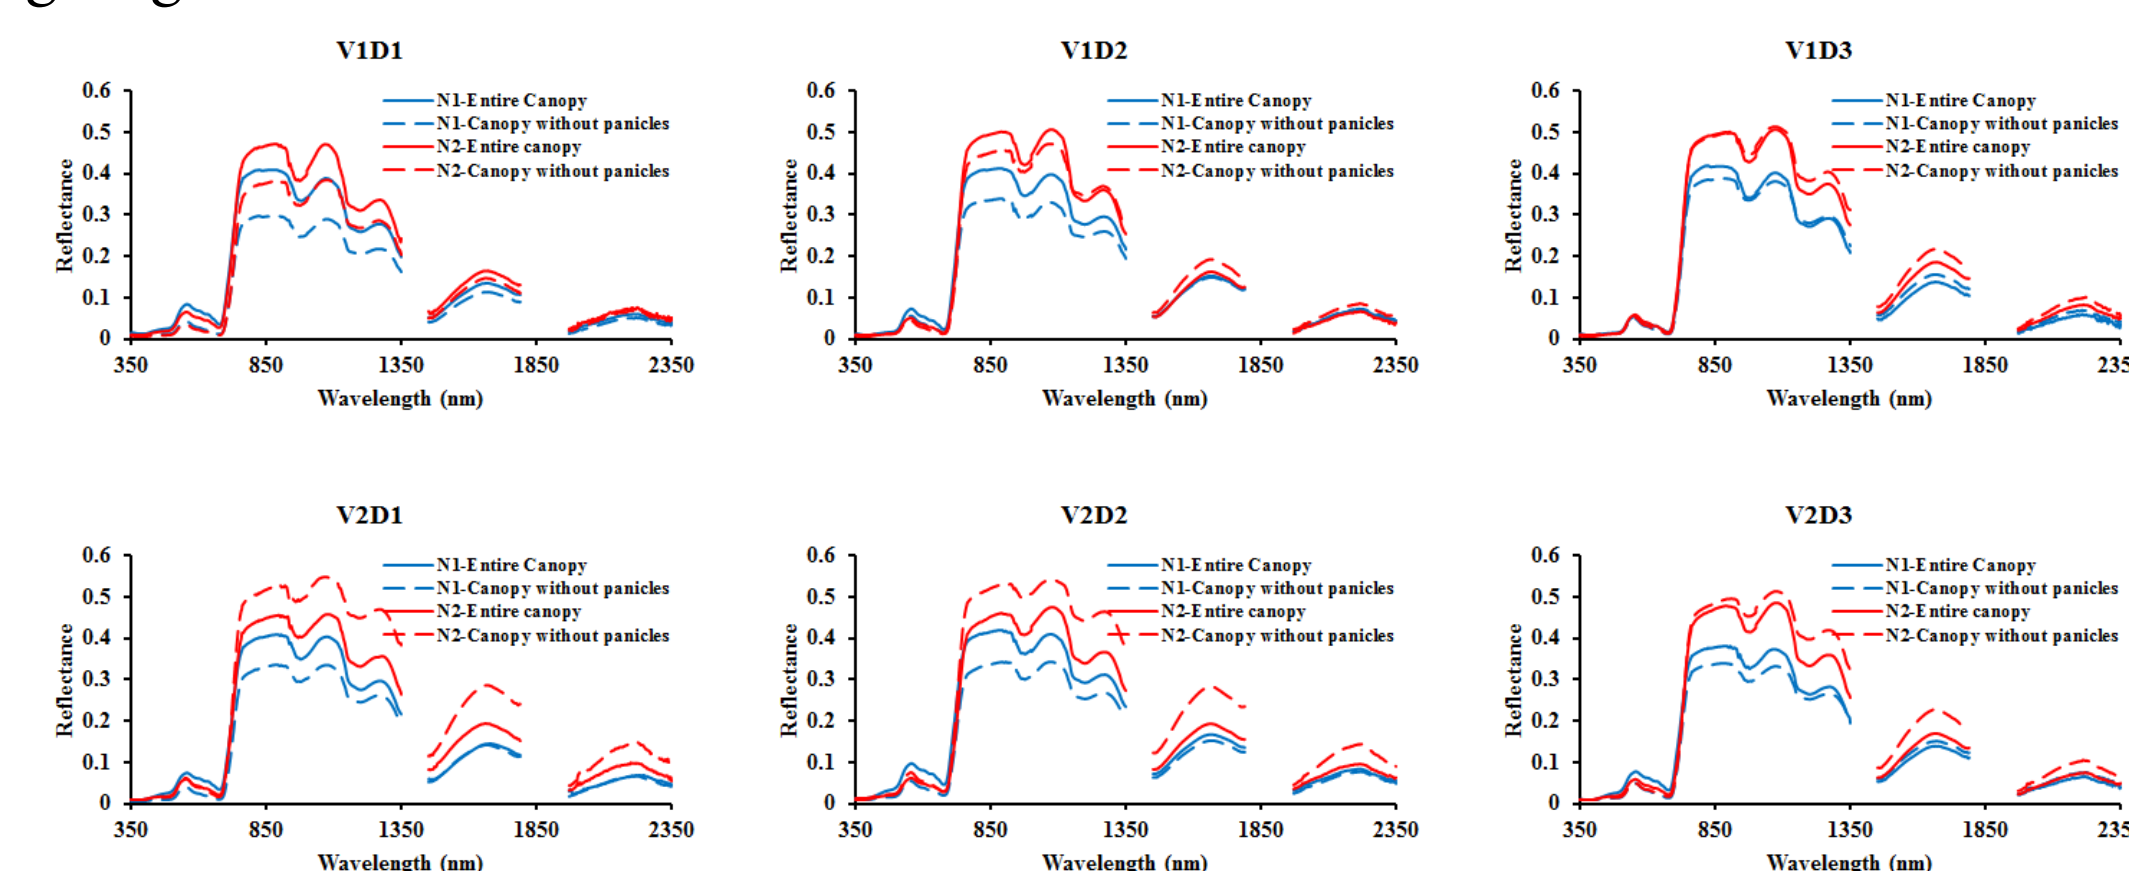 V1D1
0.6
0.5
0.4
0.3
0.2
0.1
0
Reflectance
N1-Entire Canopy
N1-Canopy without panicles
N2-Entire canopy
N2-Canopy without panicles
350 850 1350 1850 2350
Wavelength (nm)
V1D2
0.6
0.5
0.4
0.3
0.2
0.1
0
Reflectance
N1-Entire Canopy
N1-Canopy without panicles
N2-Entire canopy
N2-Canopy without panicles
350 850 1350 1850 2350
Wavelength (nm)
V1D3
0.6
0.5
0.4
0.3
0.2
0.1
0
Reflectance
N1-Entire Canopy
N1-Canopy without panicles
N2-Entire canopy
N2-Canopy without panicles
350 850 1350 1850 235
Wavelength (nm)
V2D1
0.6
0.5
0.4
0.3
0.2
0.1
0
Reflectance
N1-Entire Canopy
N1-Canopy without panicles
N2-Entire canopy
N2-Canopy without panicles
350 850 1350 1850 2350
Wavelength (nm)
V2D2
0.6
0.5
0.4
0.3
0.2
0.1
0
Reflectance
N1-Entire Canopy
N1-Canopy without panicles
N2-Entire canopy
N2-Canopy without panicles
350 850 1350 1850 2350
Wavelength (nm)
V2D3
0.6
0.5
0.4
0.3
0.2
0.1
0
Reflectance
N1-Entire Canopy
N1-Canopy without panicles
N2-Entire canopy
N2-Canopy without panicles
350 850 1350 1850 235
Wavelength (nm)